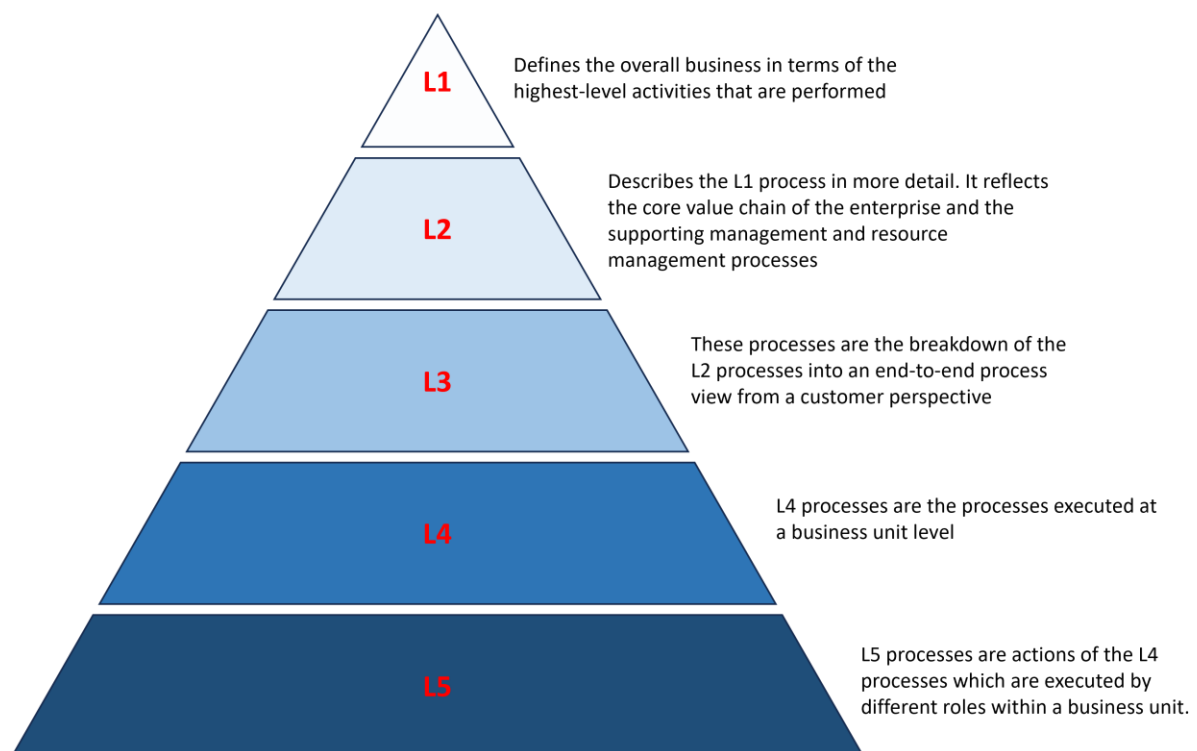 L1
Defines the overall business in terms of the
highest-level activities that are performed
L2
Describes the L1 process in more detail. It reflects
the core value chain of the enterprise and the
supporting management and resource
management processes
L3
These processes are the breakdown of the
L2 processes into an end-to-end process
view from a customer perspective
L4
L4 processes are the processes executed at
a business unit level
L5
L5 processes are actions of the L4
processes which are executed by
different roles within a business unit.